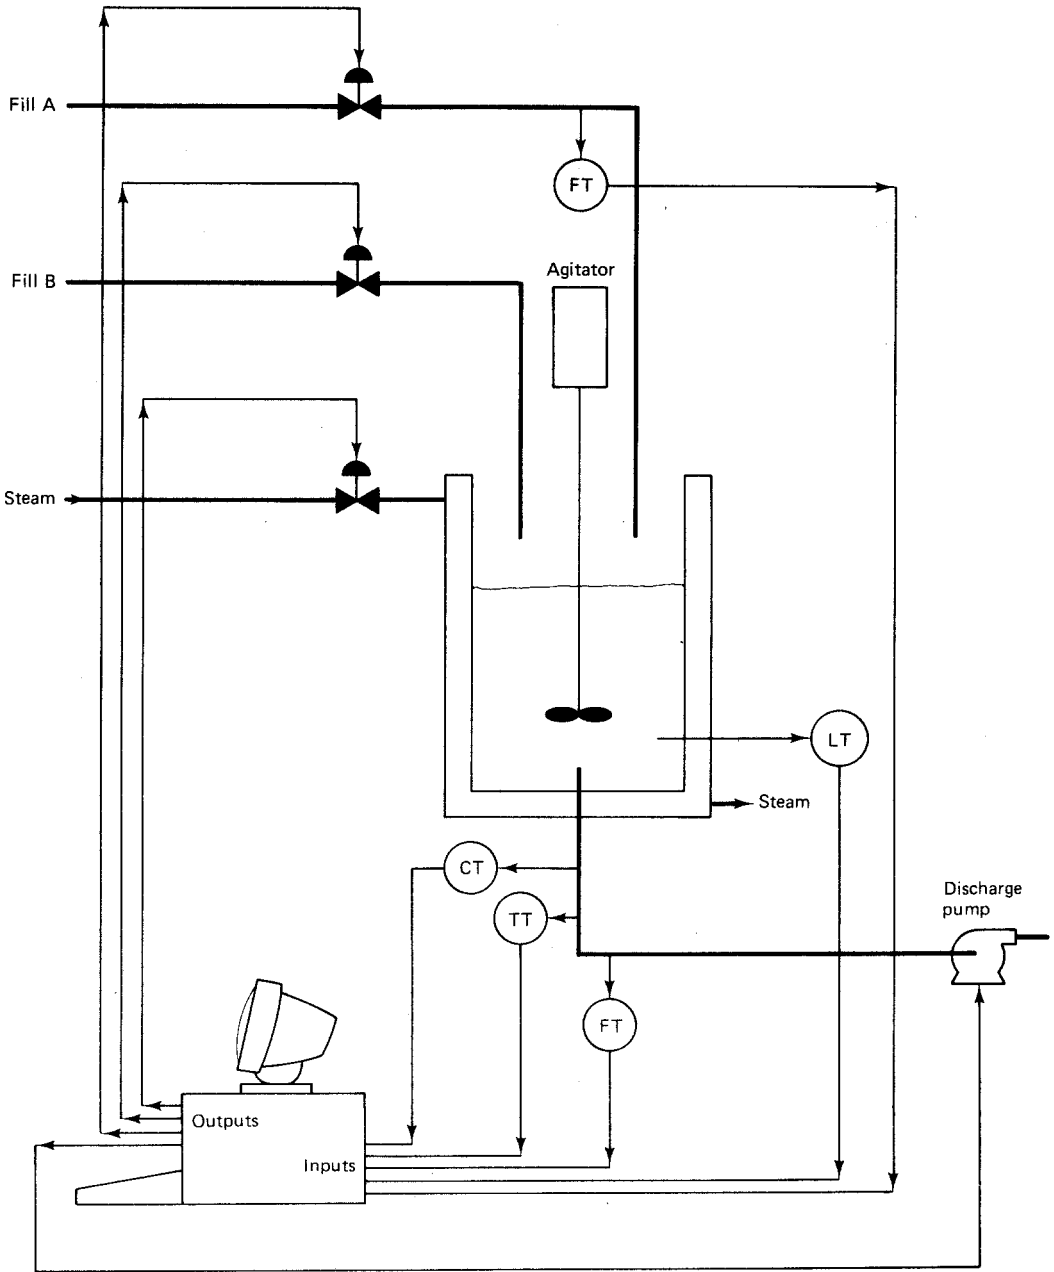 Fill A
FT
Agitator
Fill B
Steam
LT
Steam
CT
Discharge
pump
TT
FT
Outputs
Inputs